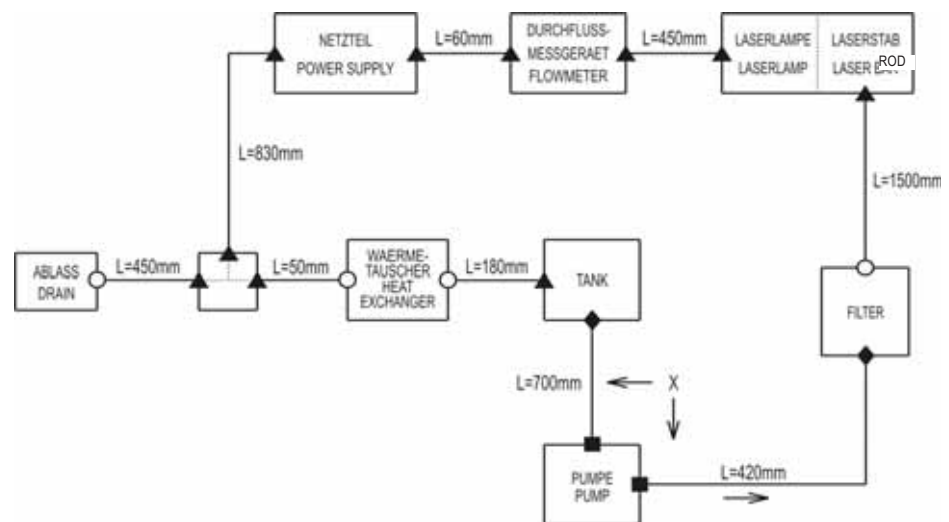 NETZTEIL
POWER SUPPLY
L=60mm
DURCHFLUSS-
MESSGERAET
FLOWMETER
L=450mm
LASERLAMPE
LASERLAMP
LASERSTAB
LASER
ROD
L=830mm
L=1500mm
ABLASS
DRAIN
L=450mm
L=50mm
WAERME-
TAUSCHER
HEAT
EXCHANGER
L=180mm
TANK
FILTER
L=700mm
X
PUMPE
PUMP
L=420mm